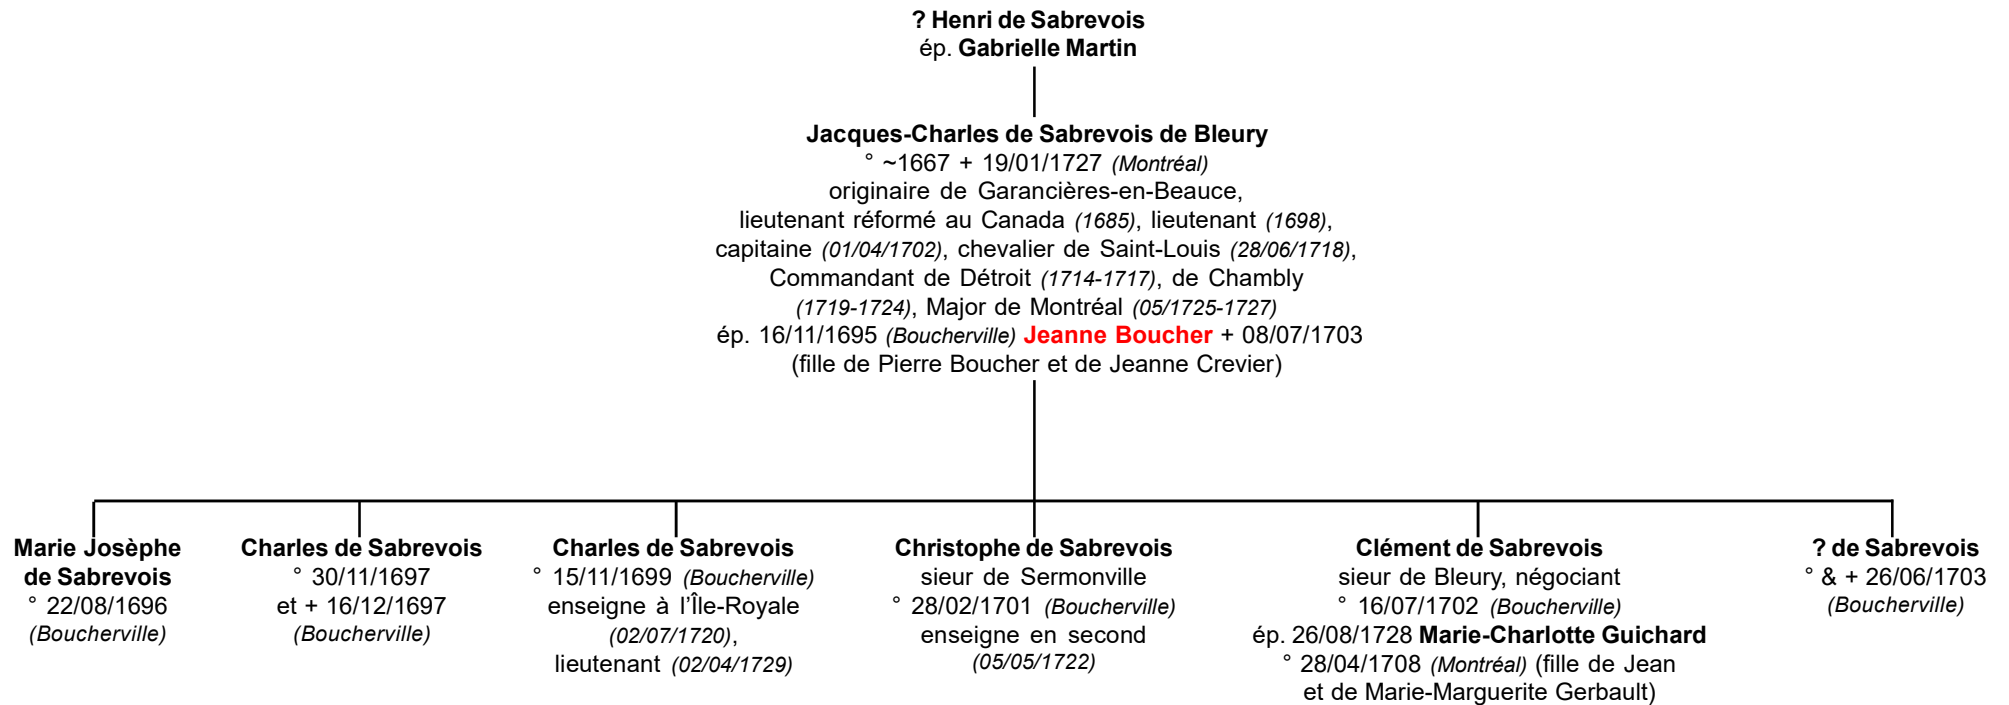 ? Henri de Sabrevois
ép. Gabrielle Martin
Jacques-Charles de Sabrevois de Bleury
° ~1667 + 19/01/1727 (Montréal)
originaire de Garancières-en-Beauce,
lieutenant réformé au Canada (1685), lieutenant (1698),
capitaine (01/04/1702), chevalier de Saint-Louis (28/06/1718),
Commandant de Détroit (1714-1717), de Chambly
(1719-1724), Major de Montréal (05/1725-1727)
ép. 16/11/1695 (Boucherville) Jeanne Boucher + 08/07/1703
(fille de Pierre Boucher et de Jeanne Crevier)
Marie Josèphe
de Sabrevois
° 22/08/1696
(Boucherville)
Charles de Sabrevois
° 30/11/1697
et + 16/12/1697
(Boucherville)
Charles de Sabrevois
° 15/11/1699 (Boucherville)
enseigne à l'Île-Royale
(02/07/1720),
lieutenant (02/04/1729)
Christophe de Sabrevois
sieur de Sermonville
° 28/02/1701 (Boucherville)
enseigne en second
(05/05/1722)
Clément de Sabrevois
sieur de Bleury, négociant
° 16/07/1702 (Boucherville)
ép. 26/08/1728 Marie-Charlotte Guichard
° 28/04/1708 (Montréal) (fille de Jean
et de Marie-Marguerite Gerbault)
? de Sabrevois
° & + 26/06/1703
(Boucherville)